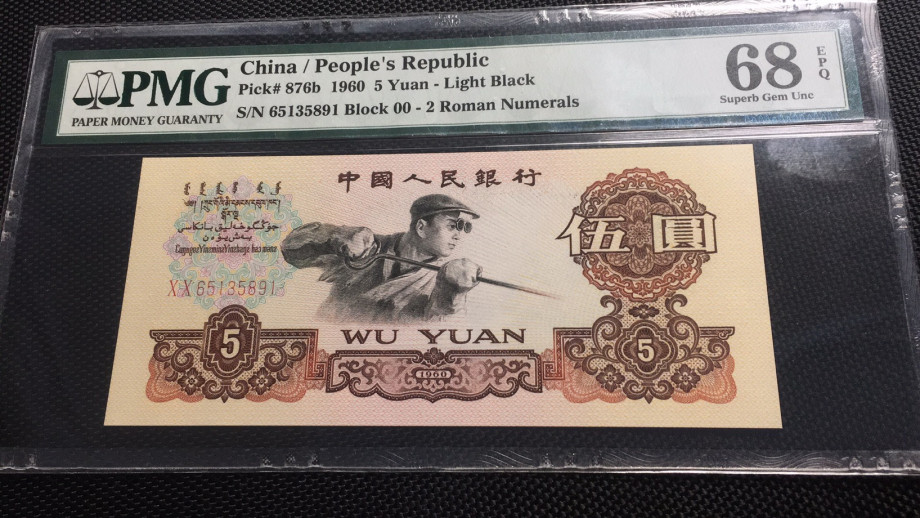 PMG
PAPER MONEY GUARANTY
China / People's Republic
Pick# 876b 1960 5 Yuan - Light Black
S/N 65135891 Block 00 - 2 Roman Numerals
68 EPQ
Superb Gem Unc
中國人民銀行
伍圓
XX 65135891
WU YUAN
5
1960
5